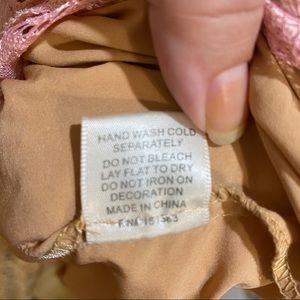 HAND WASH COLD
SEPARATELY
DO NOT BLEACH
LAY FLAT TO DRY
DO NOT IRON ON
DECORATION
MADE IN CHINA